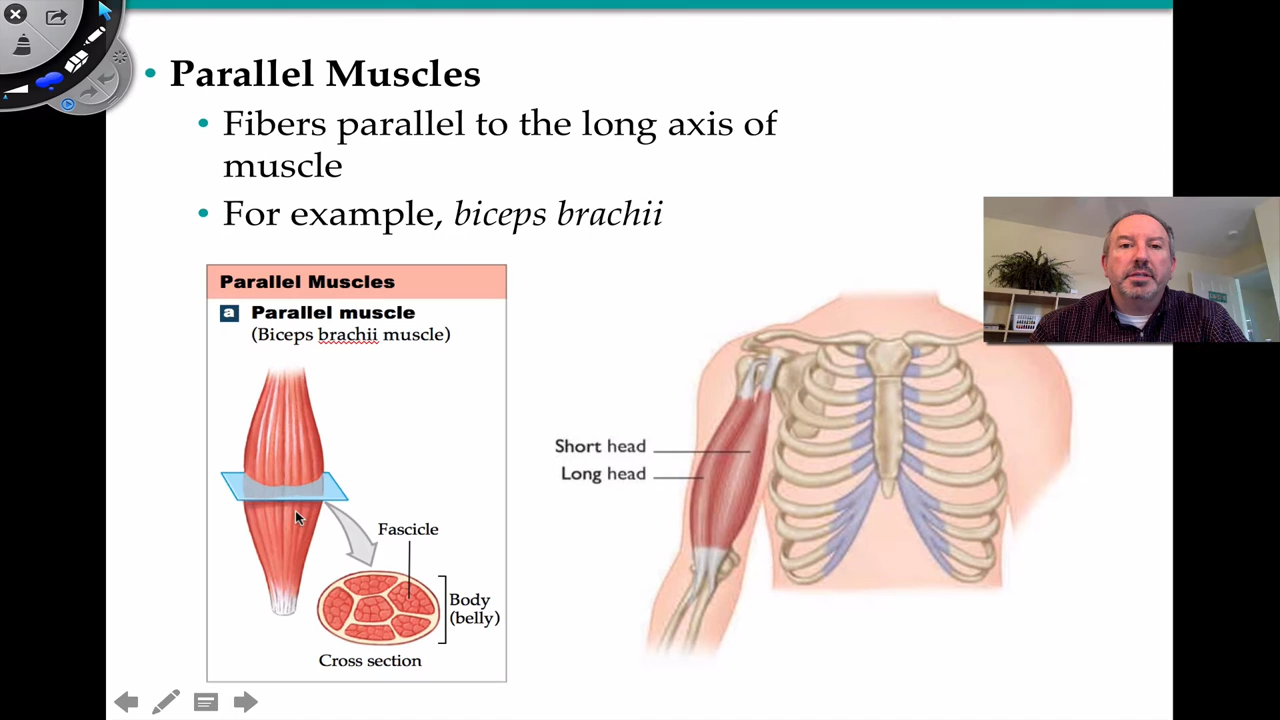 • Parallel Muscles
• Fibers parallel to the long axis of
muscle
• For example, biceps brachii
Parallel Muscles
a Parallel muscle
(Biceps brachii muscle)
Fascicle
Body
(belly)
Cross section
Short head
Long head